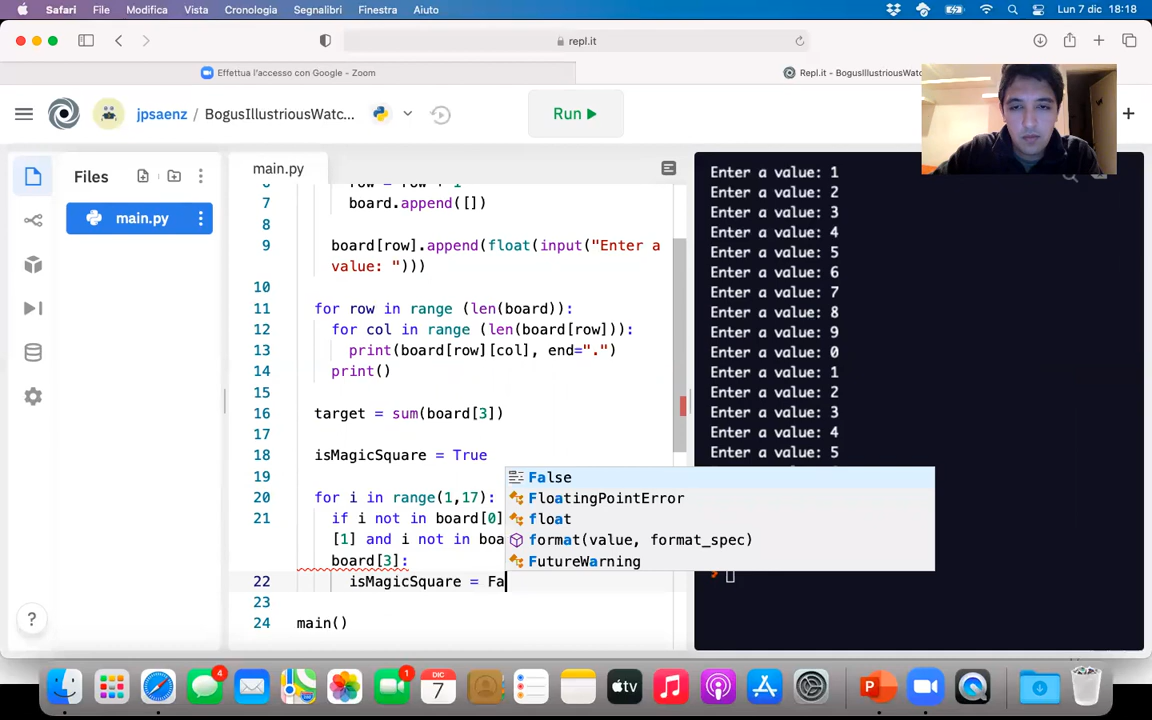 Safari File Modifica Vista Cronologia Segnalibri Finestra Aiuto Lun 7 dic 18:18
repl.it
Effettua l'accesso con Google - Zoom
Repl.it - BogusIllustriousWatc
jpsaenz / BogusIllustriousWatc...
Run ▶
Files
main.py
main.py
7 board.append([])
8
9 board[row].append(float(input("Enter a
value: ")))
10
11 for row in range (len(board)):
12 for col in range (len(board[row])):
13 print(board[row][col], end=".")
14 print()
15
16 target = sum(board[3])
17
18 isMagicSquare = True
19
20 for i in range(1,17):
21 if i not in board[0]
[1] and i not in boa
board[3]:
22 isMagicSquare = Fa
23
24 main()
False
FloatingPointError
float
format(value, format_spec)
FutureWarning
Enter a value: 1
Enter a value: 2
Enter a value: 3
Enter a value: 4
Enter a value: 5
Enter a value: 6
Enter a value: 7
Enter a value: 8
Enter a value: 9
Enter a value: 0
Enter a value: 1
Enter a value: 2
Enter a value: 3
Enter a value: 4
Enter a value: 5
?
4
1
DIC
7
tv